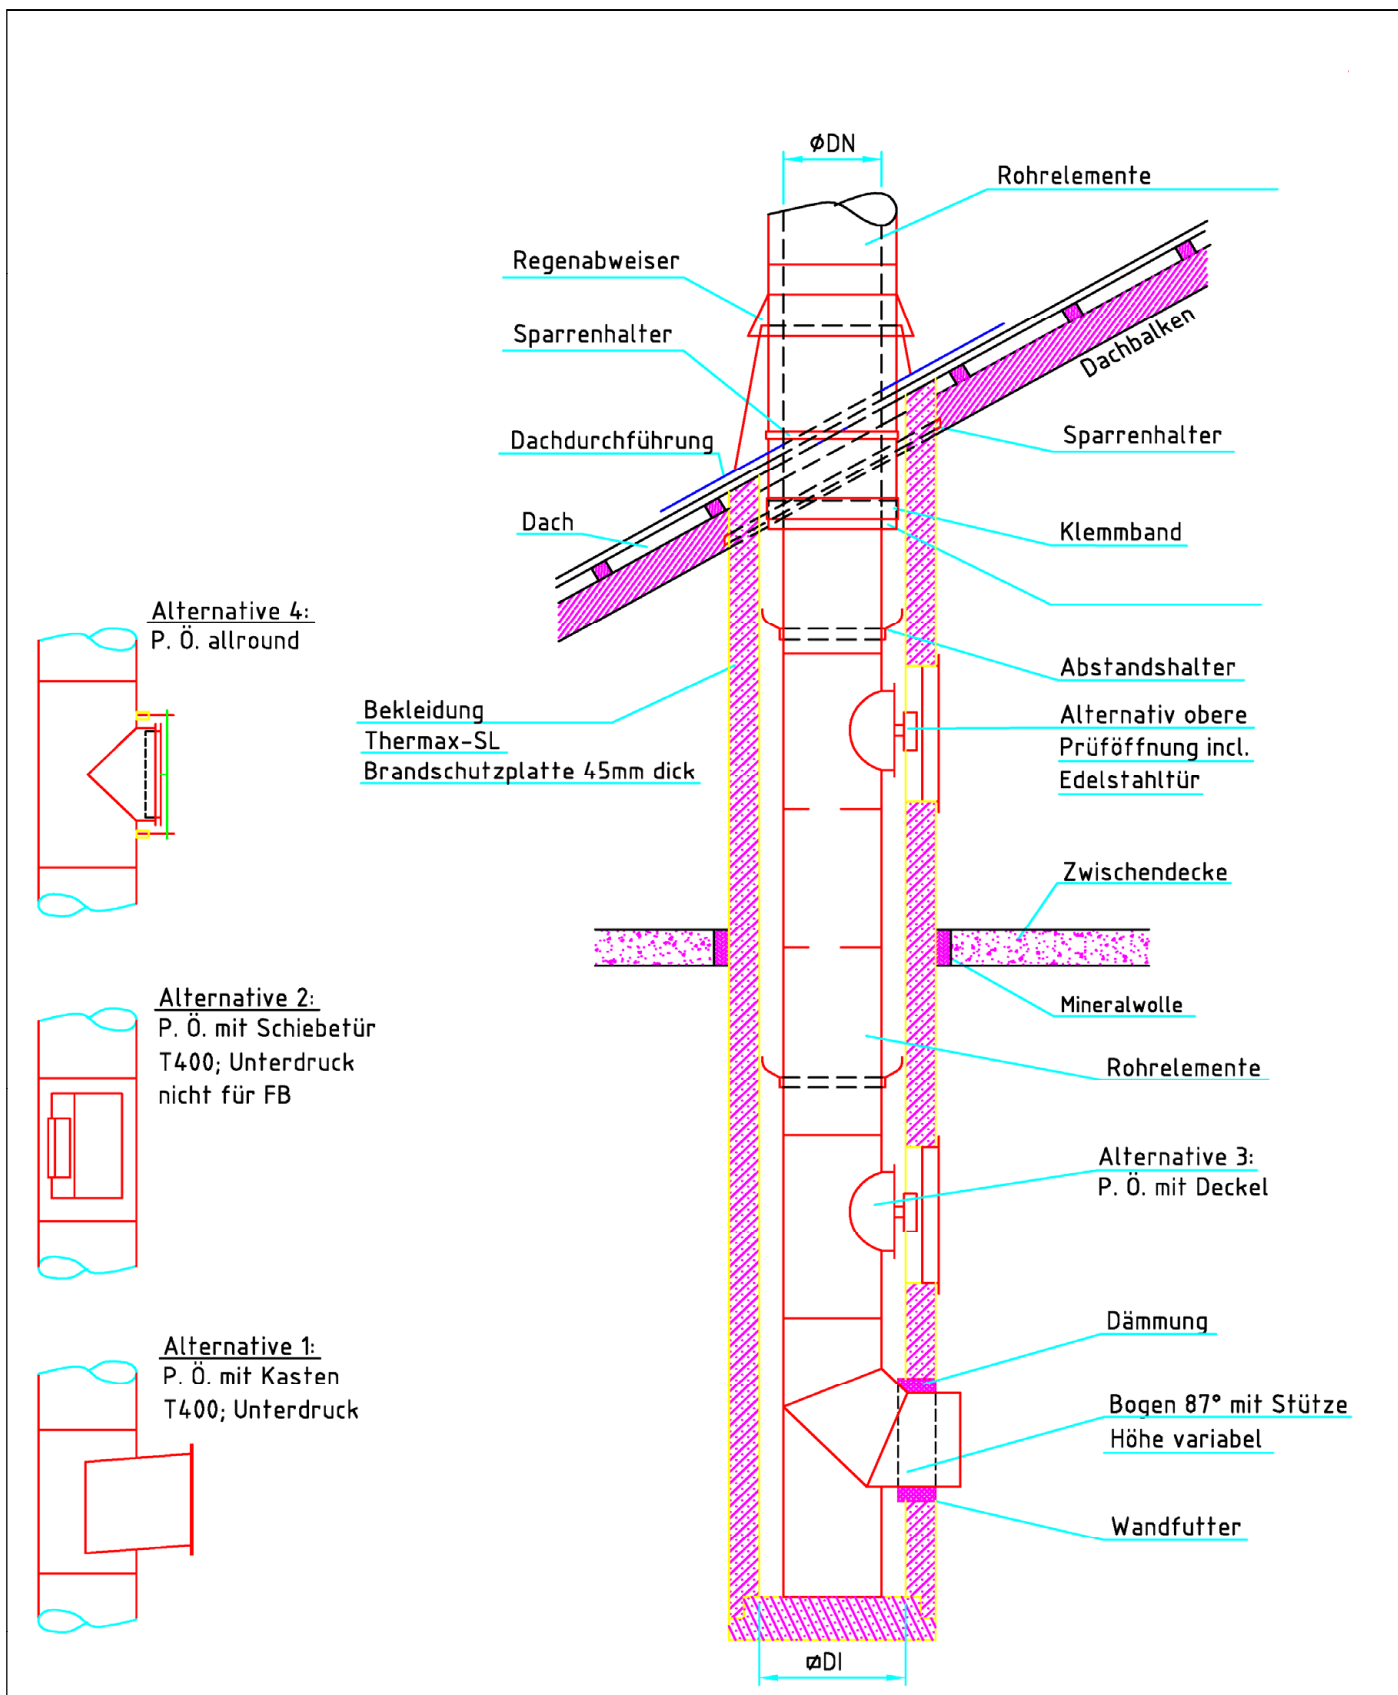 ϕDN
Rohrelemente
Regenabweiser
Sparrenhalter
Dachbalken
Dachdurchführung
Sparrenhalter
Dach
Klemmband
Alternative 4:
P. Ö. allround
Abstandshalter
Bekleidung
Thermax-SL
Brandschutzplatte 45mm dick
Alternativ obere
Prüföffnung incl.
Edelstahltür
Zwischendecke
Alternative 2:
P. Ö. mit Schiebetür
T400; Unterdruck
nicht für FB
Mineralwolle
Rohrelemente
Alternative 3:
P. Ö. mit Deckel
Dämmung
Alternative 1:
P. Ö. mit Kasten
T400; Unterdruck
Bogen 87° mit Stütze
Höhe variabel
Wandfutter
⌀DI